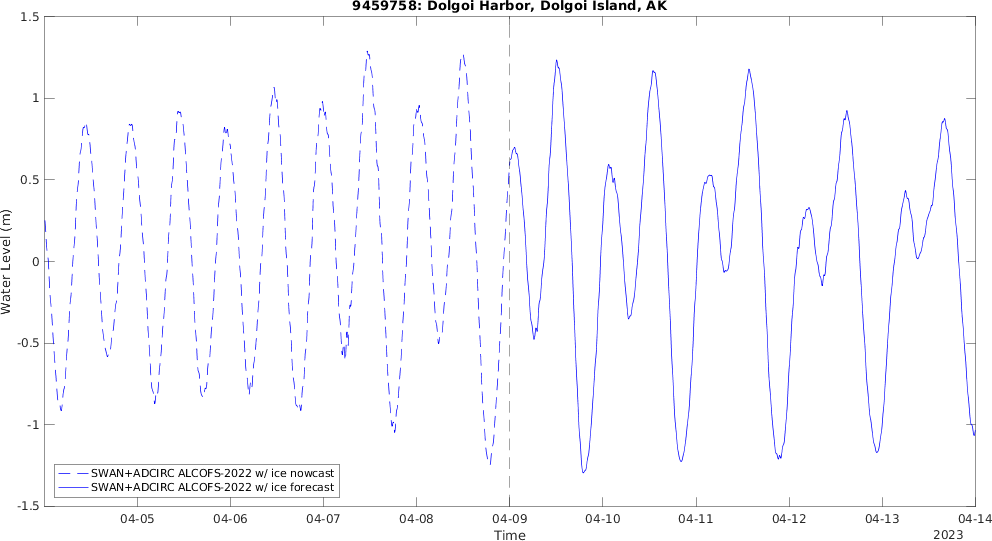 9459758: Dolgoi Harbor, Dolgoi Island, AK
1.5
1
0.5
0
-0.5
-1
-1.5
Water Level (m)
SWAN+ADCIRC ALCOFS-2022 w/ ice nowcast
SWAN+ADCIRC ALCOFS-2022 w/ ice forecast
04-05 04-06 04-07 04-08 04-09 04-10 04-11 04-12 04-13 04-14
Time
2023